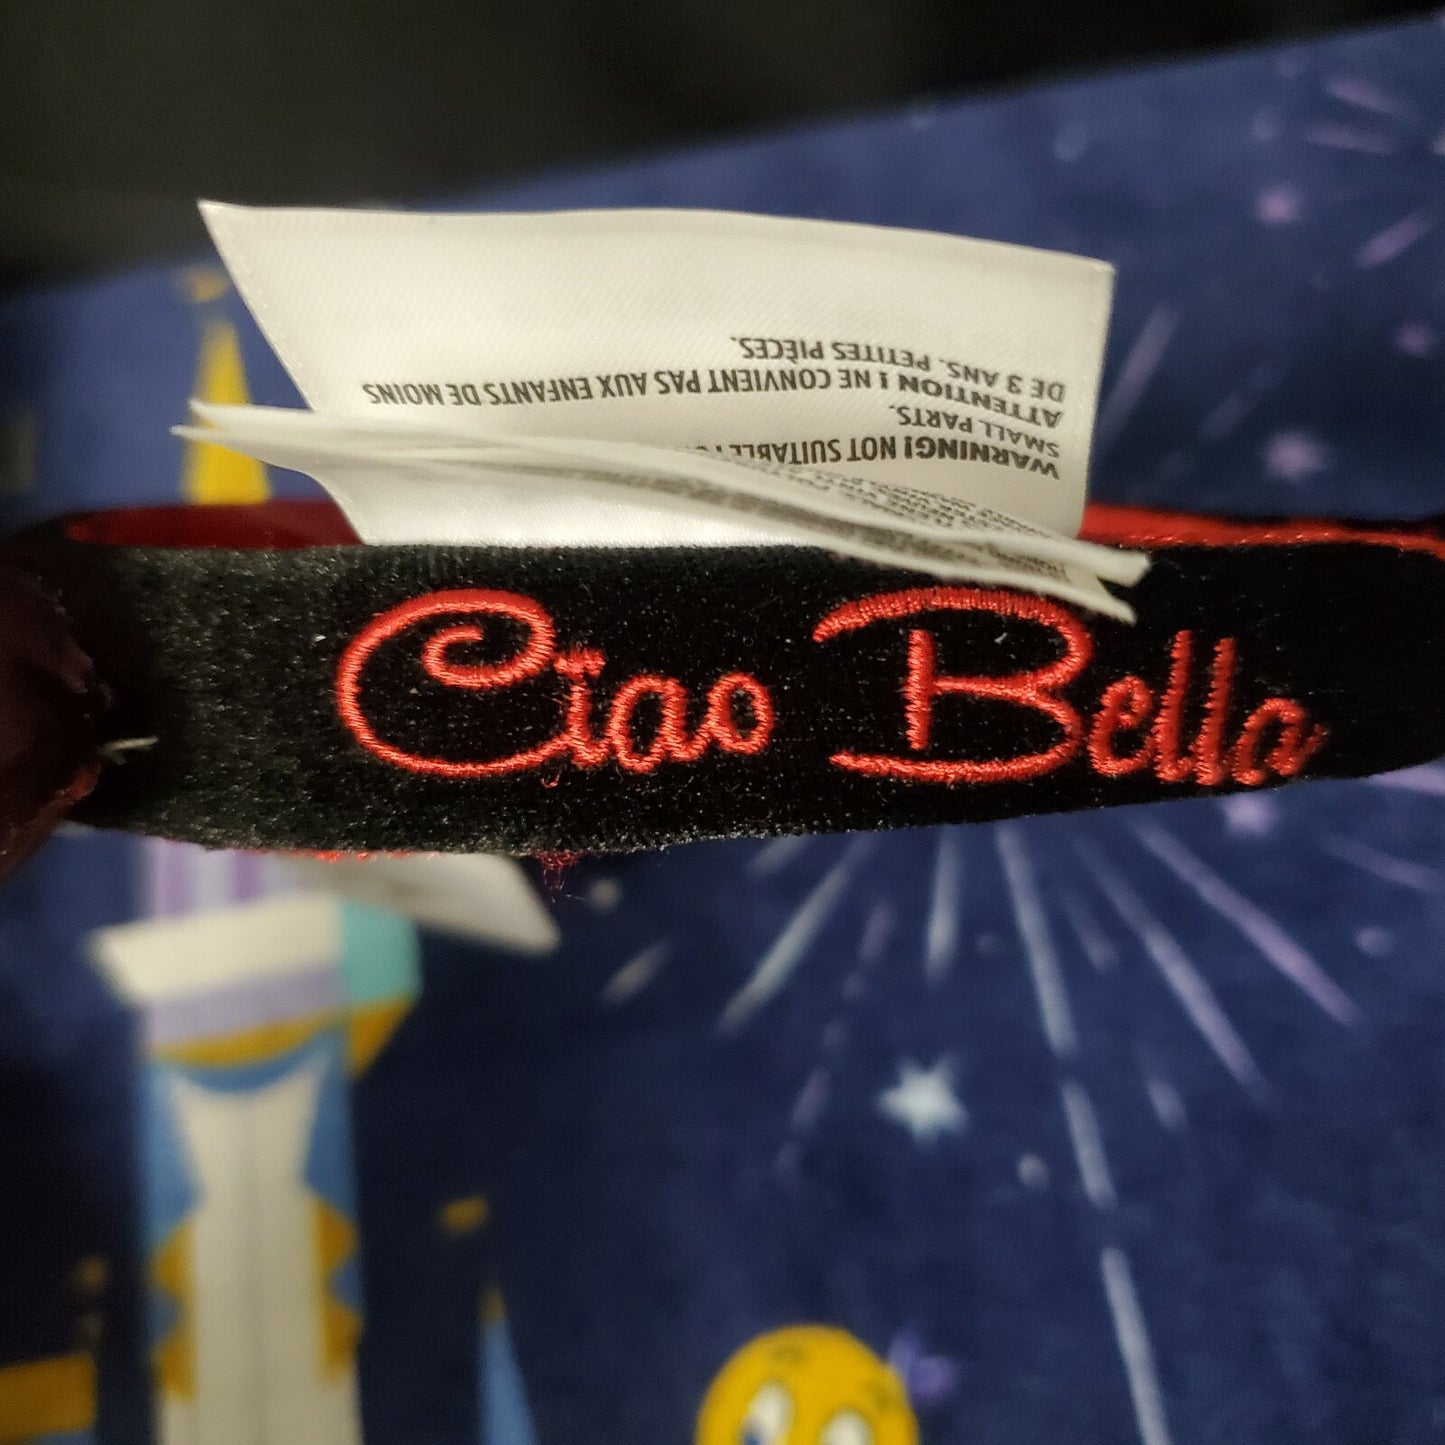 Ciao Bella
WARNING! NOT SUITABLE
SMALL PARTS.
ATTENTION ! NE CONVIENT PAS AUX ENFANTS DE MOINS
DE 3 ANS. PETITES PIÈCES.